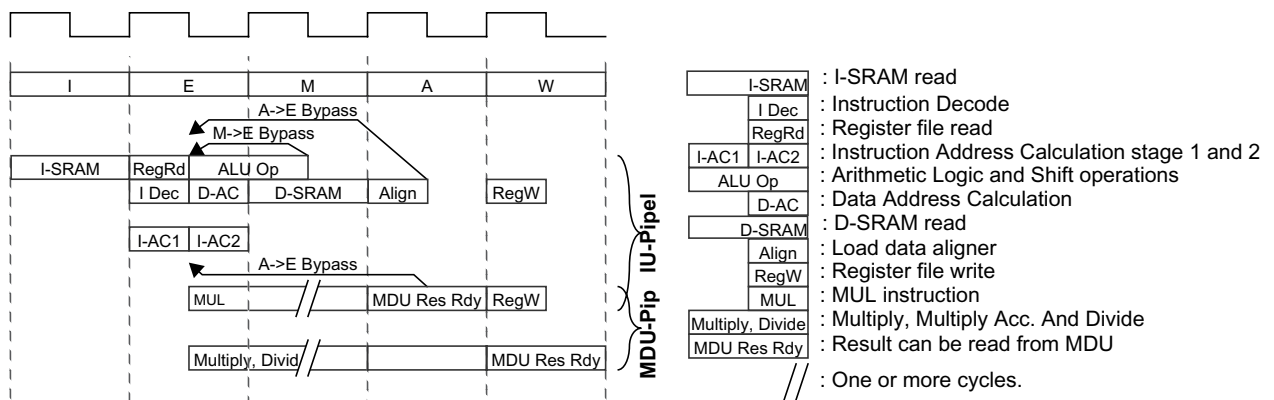 I E M A W
A->E Bypass
M->E Bypass
I-SRAM RegRd ALU Op
I Dec D-AC D-SRAM Align RegW
I-AC1 I-AC2
A->E Bypass
MUL MDU Res Rdy RegW
Multiply, Divid MDU Res Rdy
IU-Pipel
MDU-Pip
I-SRAM : I-SRAM read
I Dec : Instruction Decode
RegRd : Register file read
I-AC1 I-AC2 : Instruction Address Calculation stage 1 and 2
ALU Op : Arithmetic Logic and Shift operations
D-AC : Data Address Calculation
D-SRAM : D-SRAM read
Align : Load data aligner
RegW : Register file write
MUL : MUL instruction
Multiply, Divide : Multiply, Multiply Acc. And Divide
MDU Res Rdy : Result can be read from MDU
: One or more cycles.